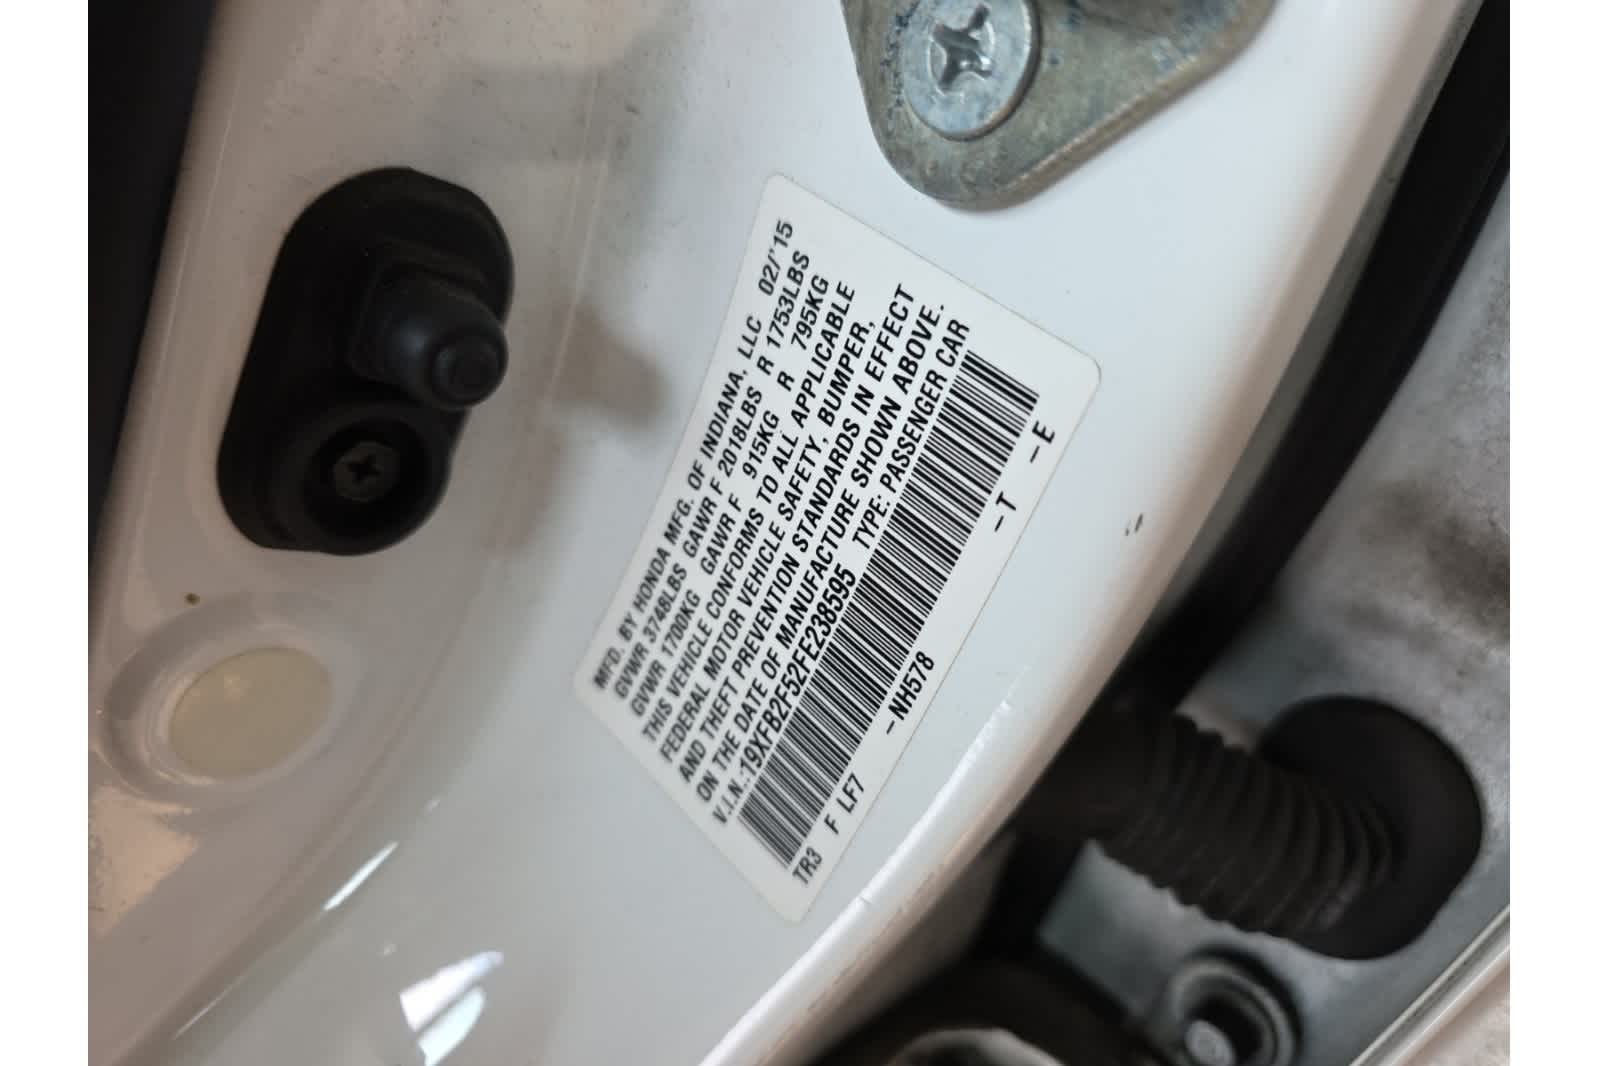 MFD. BY HONDA MFG. OF INDIANA, LLC 02/'15
GVWR 3748LBS GAWR F 2018LBS R 1753LBS
GVWR 1700KG GAWR F 915KG R 795KG
THIS VEHICLE CONFORMS TO ALL APPLICABLE
FEDERAL MOTOR VEHICLE SAFETY, BUMPER,
AND THEFT PREVENTION STANDARDS IN EFFECT
ON THE DATE OF MANUFACTURE SHOWN ABOVE.
V.I.N.:19XFB2F52FE238595 TYPE: PASSENGER CAR
TR3 F LF7 -NH578 -T -E